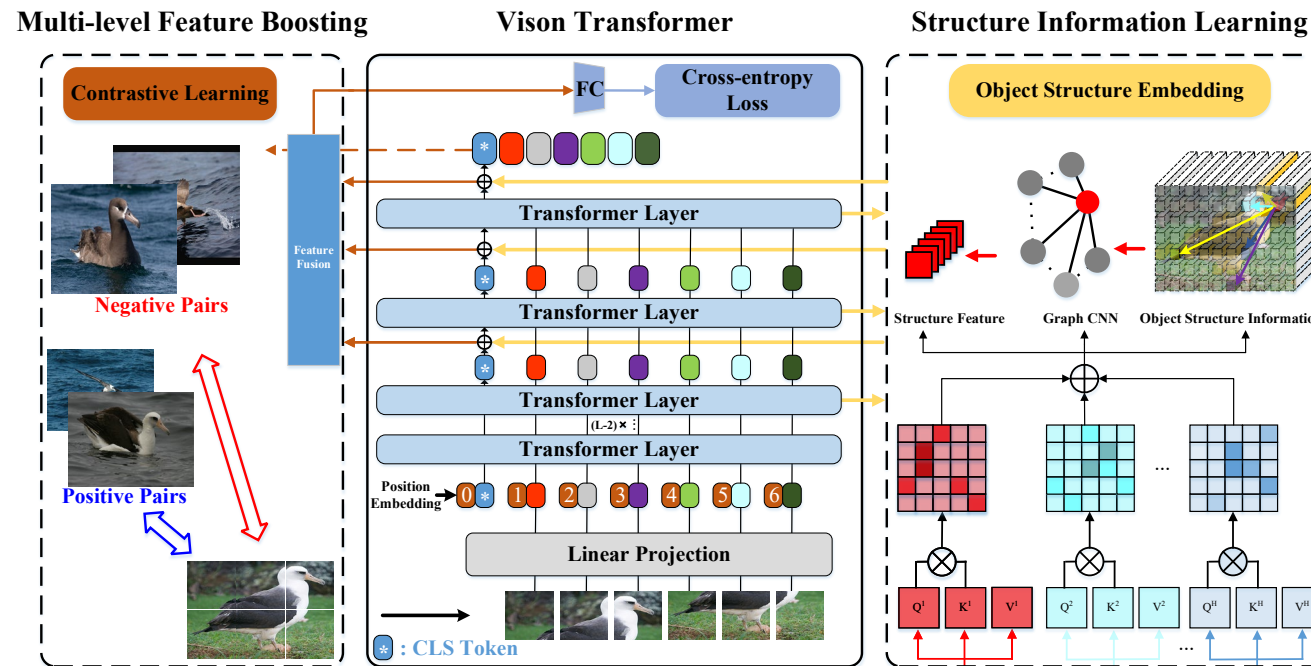 Multi-level Feature Boosting
Vison Transformer
Structure Information Learning
Contrastive Learning
FC
Cross-entropy
Loss
Object Structure Embedding
*
Transformer Layer
Feature
Fusion
Negative Pairs
*
Transformer Layer
Structure Feature
Graph CNN
Object Structure Informatio
*
Transformer Layer
(L-2)× ⋮
Transformer Layer
...
Positive Pairs
Position
Embedding
0 * 1 2 3 4 5 6
Linear Projection
Q¹ K¹ V¹
Q² K² V²
Qᴴ Kᴴ Vᴴ
...
* : CLS Token